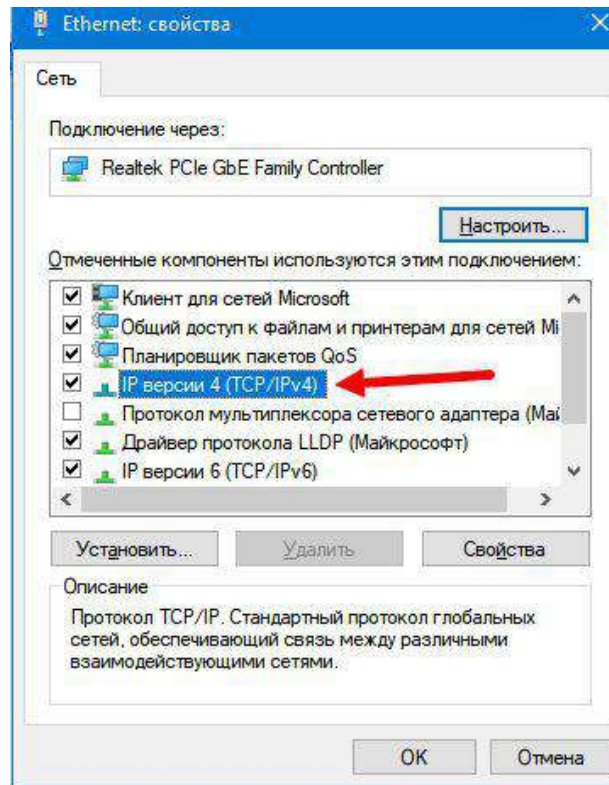 Ethernet: свойства
Сеть
Подключение через:
Realtek PCIe GbE Family Controller
Настроить...
Отмеченные компоненты используются этим подключением:
Клиент для сетей Microsoft
Общий доступ к файлам и принтерам для сетей Mi
Планировщик пакетов QoS
IP версии 4 (TCP/IPv4)
Протокол мультиплексора сетевого адаптера (Май
Драйвер протокола LLDP (Майкрософт)
IP версии 6 (TCP/IPv6)
Установить... Удалить Свойства
Описание
Протокол TCP/IP. Стандартный протокол глобальных
сетей, обеспечивающий связь между различными
взаимодействующими сетями.
ОК Отмена